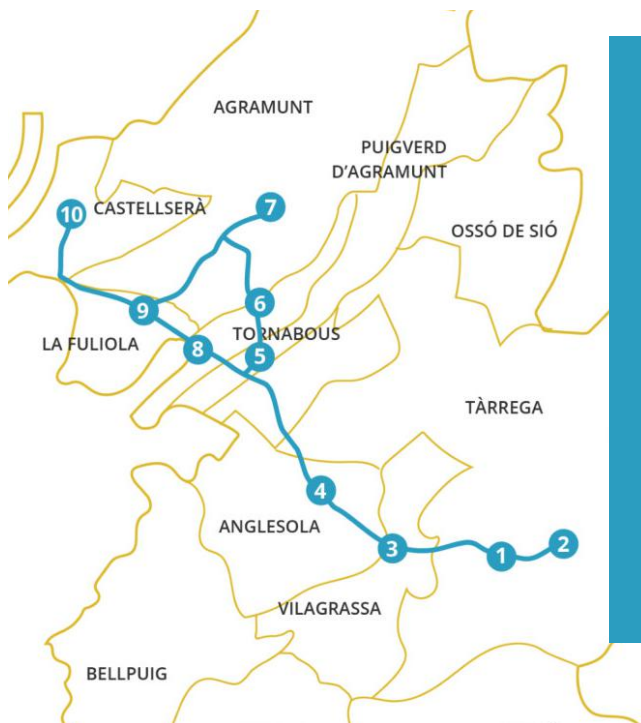 AGRAMUNT
PUIGVERD
D'AGRAMUNT
7
10
CASTELLSERÀ
OSSÓ DE SIÓ
6
9
TORNABOUS
LA FULIOLA
8
5
TÀRREGA
4
ANGLESOLA
3
2
1
VILAGRASSA
BELLPUIG